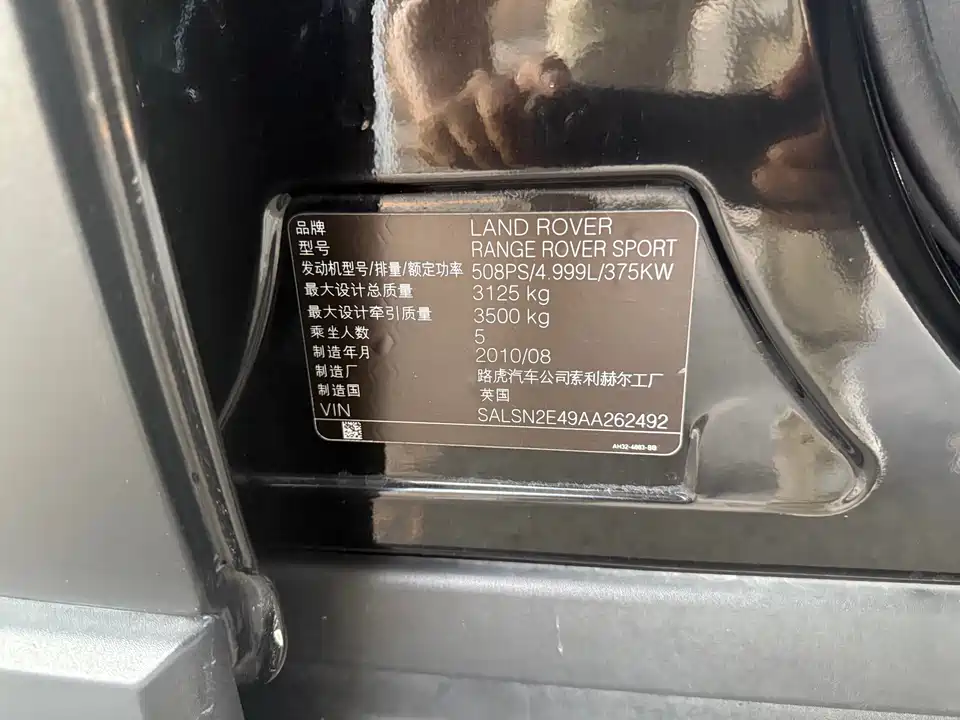 品牌 LAND ROVER
型号 RANGE ROVER SPORT
发动机型号/排量/额定功率 508PS/4.999L/375KW
最大设计总质量 3125 kg
最大设计牵引质量 3500 kg
乘坐人数 5
制造年月 2010/08
制造厂 路虎汽车公司索利赫尔工厂
制造国 英国
VIN SALSN2E49AA262492
AH32-4863-BB